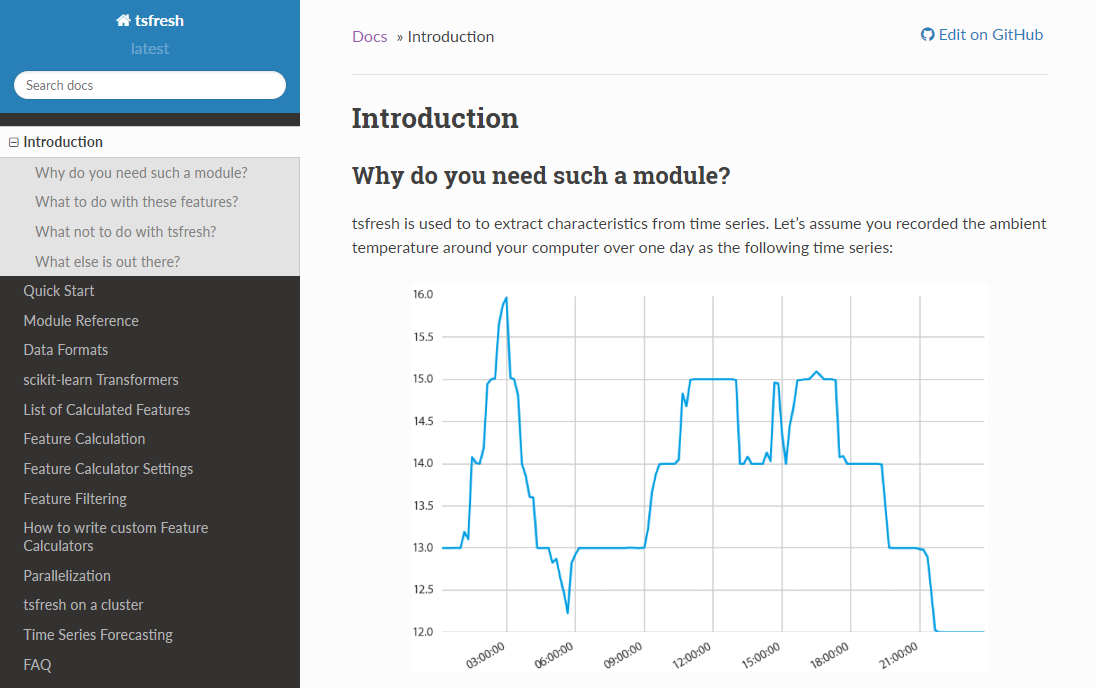 tsfresh
latest
Search docs
Introduction
Why do you need such a module?
What to do with these features?
What not to do with tsfresh?
What else is out there?
Quick Start
Module Reference
Data Formats
scikit-learn Transformers
List of Calculated Features
Feature Calculation
Feature Calculator Settings
Feature Filtering
How to write custom Feature
Calculators
Parallelization
tsfresh on a cluster
Time Series Forecasting
FAQ
Docs » Introduction
Edit on GitHub
Introduction
Why do you need such a module?
tsfresh is used to to extract characteristics from time series. Let’s assume you recorded the ambient
temperature around your computer over one day as the following time series:
16.0
15.5
15.0
14.5
14.0
13.5
13.0
12.5
12.0
03:00:00 06:00:00 09:00:00 12:00:00 15:00:00 18:00:00 21:00:00